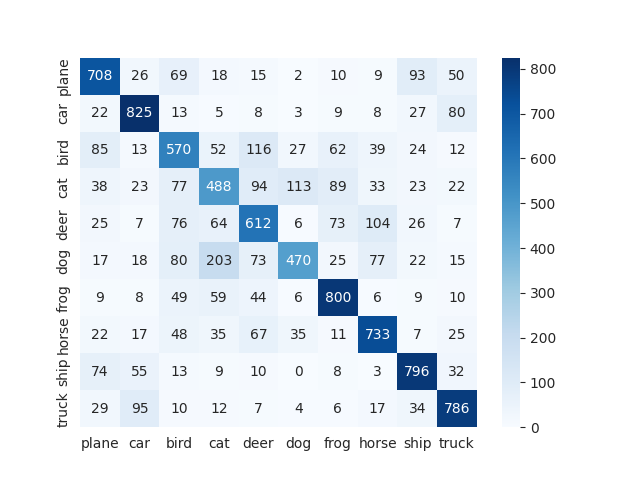 plane 708 26 69 18 15 2 10 9 93 50
car 22 825 13 5 8 3 9 8 27 80
bird 85 13 570 52 116 27 62 39 24 12
cat 38 23 77 488 94 113 89 33 23 22
deer 25 7 76 64 612 6 73 104 26 7
dog 17 18 80 203 73 470 25 77 22 15
frog 9 8 49 59 44 6 800 6 9 10
horse 22 17 48 35 67 35 11 733 7 25
ship 74 55 13 9 10 0 8 3 796 32
truck 29 95 10 12 7 4 6 17 34 786
plane car bird cat deer dog frog horse ship truck
800
700
600
500
400
300
200
100
0